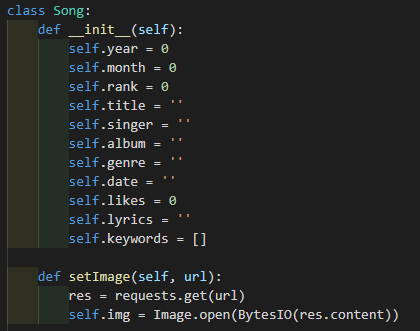 class Song:
    def __init__(self):
        self.year = 0
        self.month = 0
        self.rank = 0
        self.title = ''
        self.singer = ''
        self.album = ''
        self.genre = ''
        self.date = ''
        self.likes = 0
        self.lyrics = ''
        self.keywords = []

    def setImage(self, url):
        res = requests.get(url)
        self.img = Image.open(BytesIO(res.content))